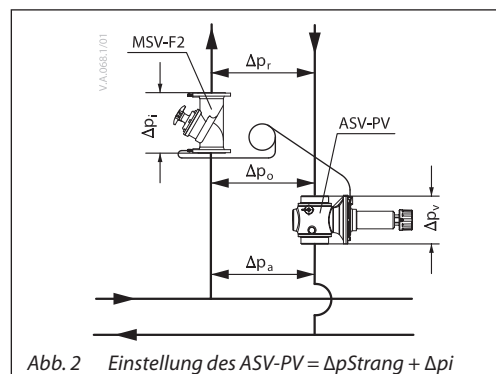 V.A.068.1/01
MSV-F2
Δpᵣ
Δpᵢ
ASV-PV
Δpₒ
Δpᵥ
Δpₐ
Abb. 2 Einstellung des ASV-PV = ΔpStrang + Δpi